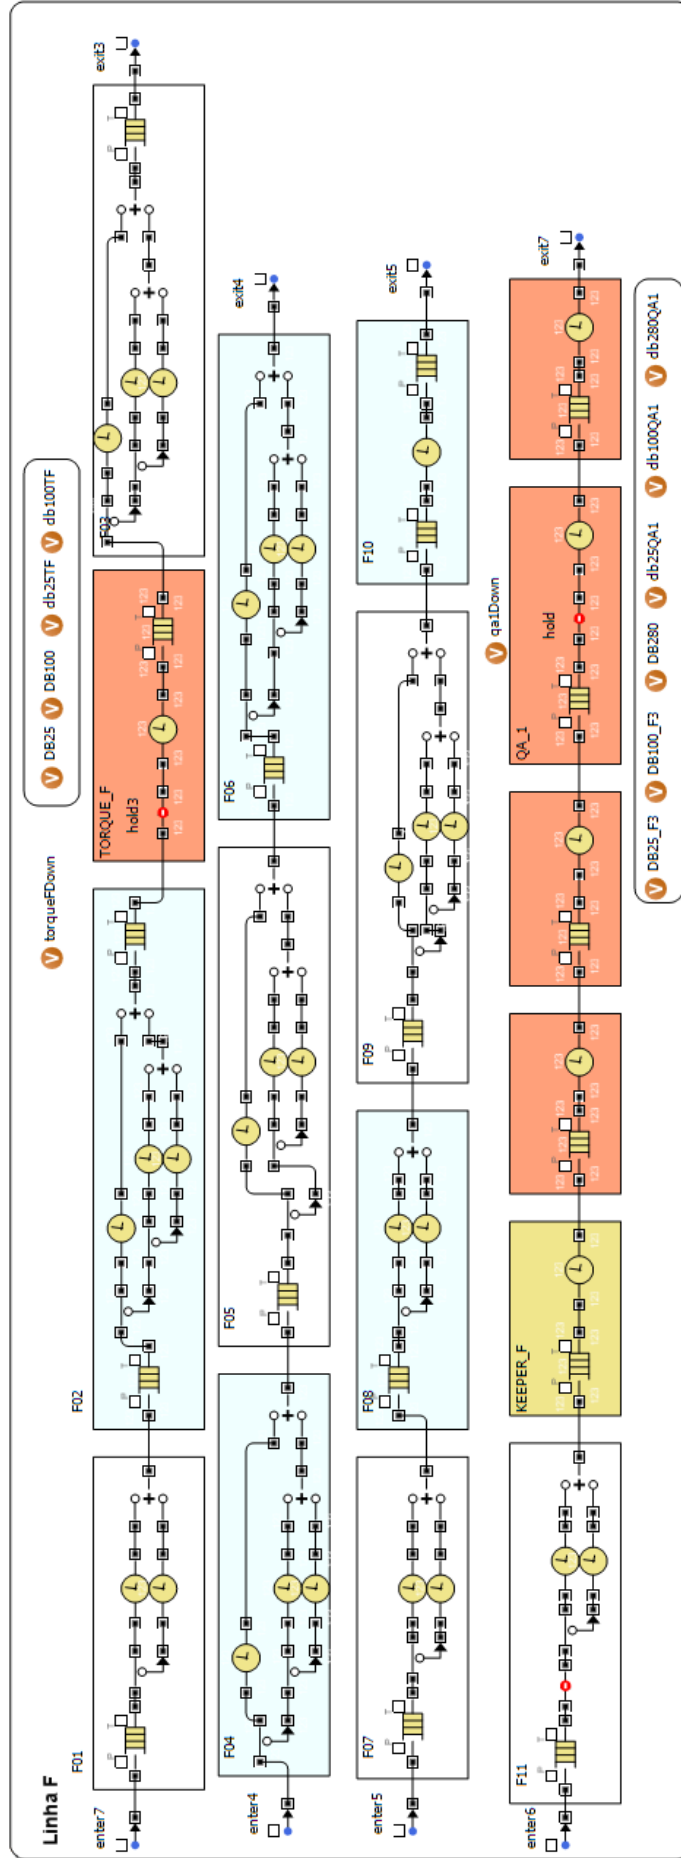 Linha F
torqueFDown
DB25
DB100
db25TF
db100TF
enter7
F01
F02
TORQUE_F
hold3
F03
exit3
enter4
F04
F05
F06
exit4
enter5
F07
F08
F09
F10
exit5
qa1Down
enter6
F11
KEEPER_F
QA_1
hold
exit7
DB25_F3
DB100_F3
DB280
db25QA1
db100QA1
db280QA1